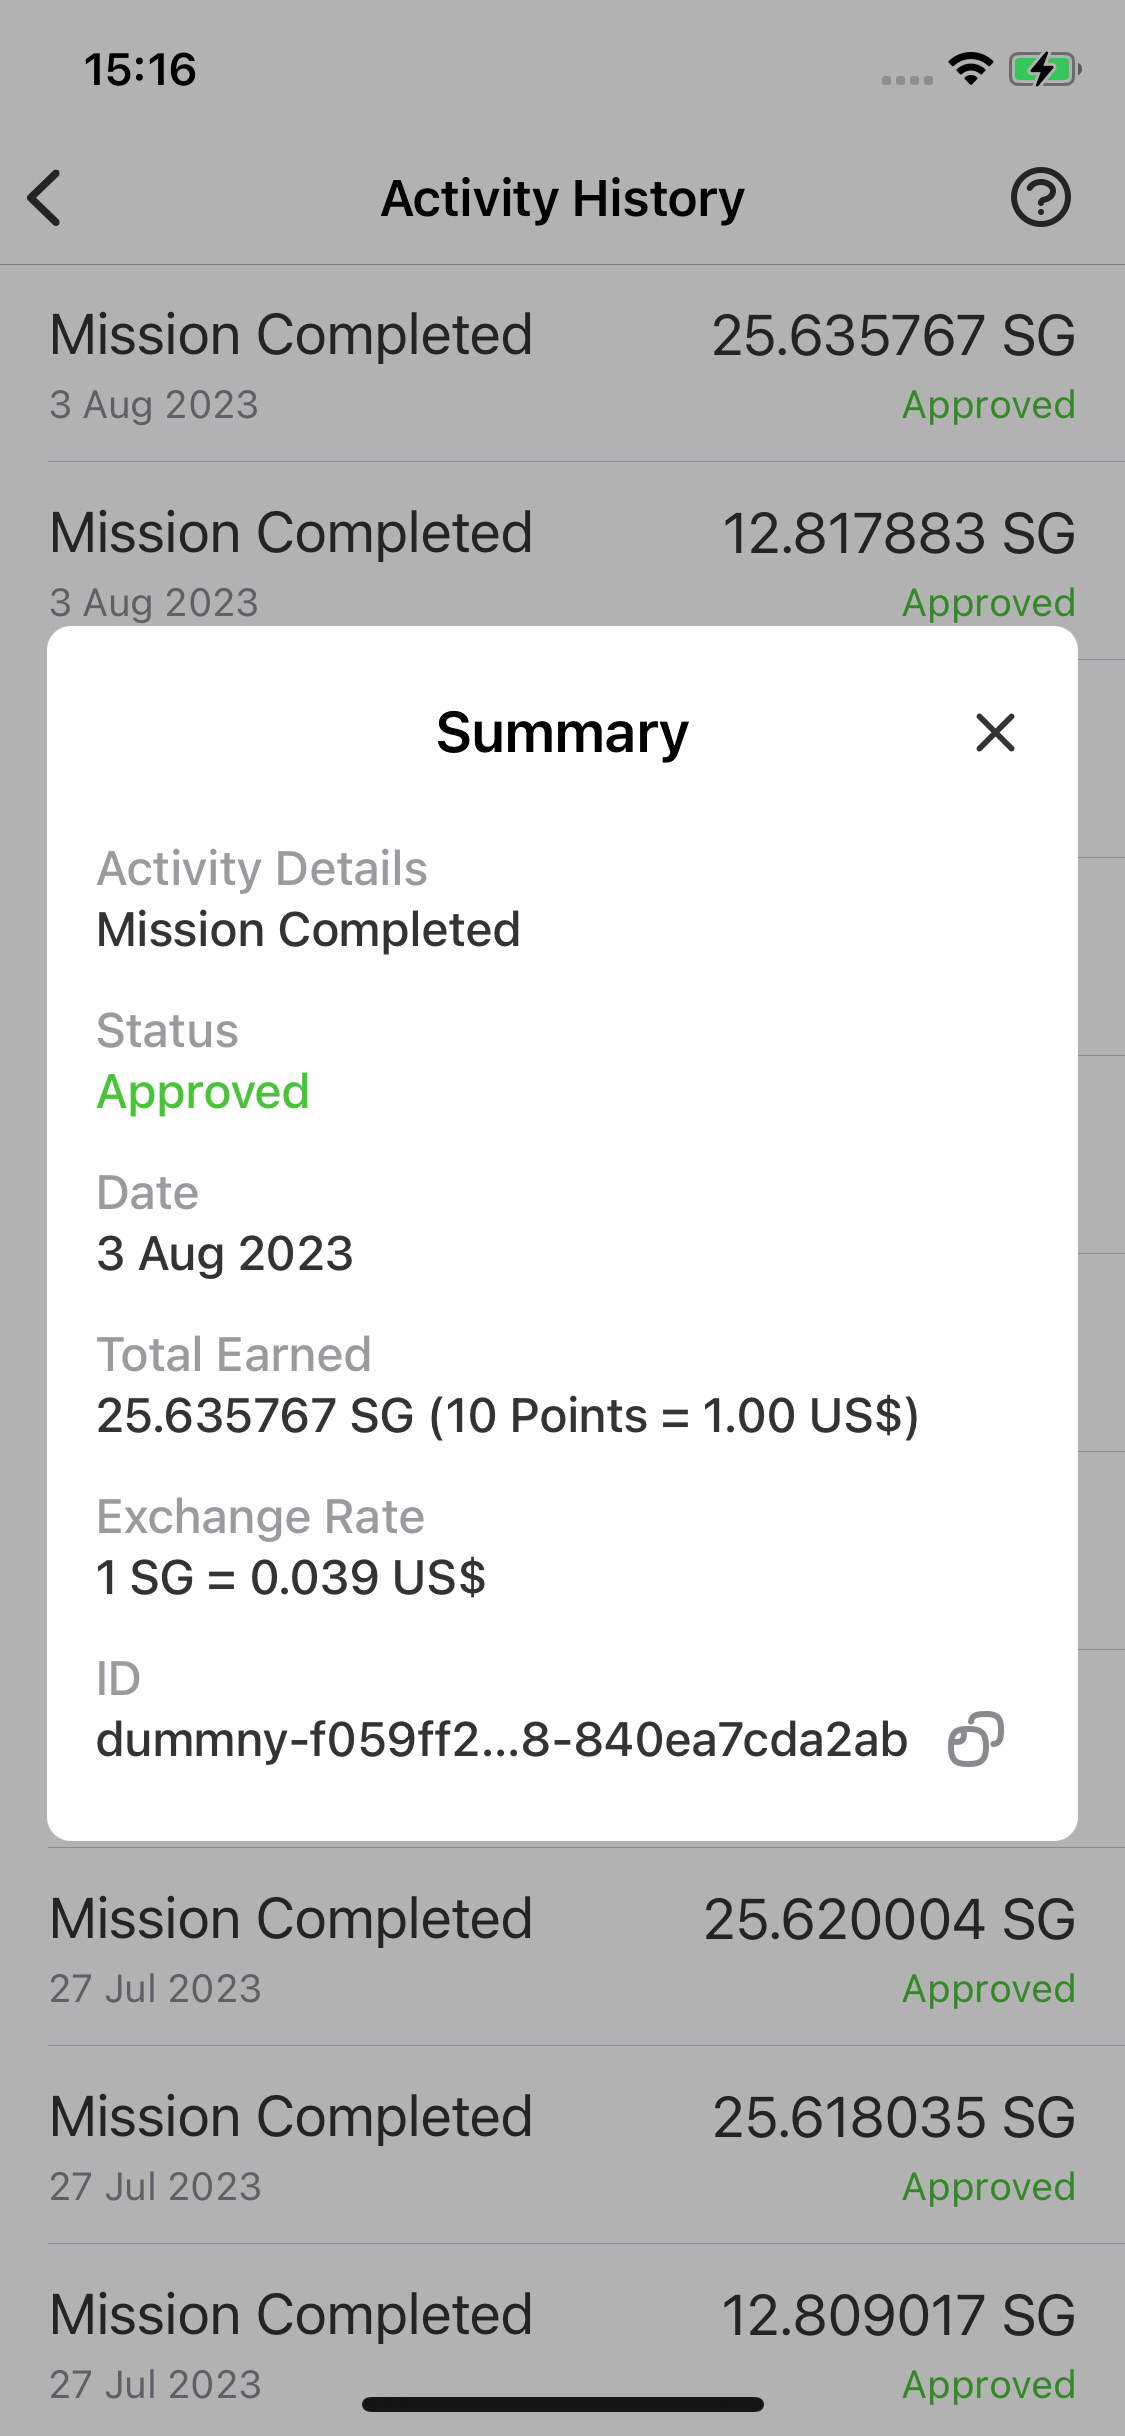 15:16
Activity History
Mission Completed 25.635767 SG
3 Aug 2023 Approved
Mission Completed 12.817883 SG
3 Aug 2023 Approved
Summary
Activity Details
Mission Completed
Status
Approved
Date
3 Aug 2023
Total Earned
25.635767 SG (10 Points = 1.00 US$)
Exchange Rate
1 SG = 0.039 US$
ID
dummny-f059ff2...8-840ea7cda2ab
Mission Completed 25.620004 SG
27 Jul 2023 Approved
Mission Completed 25.618035 SG
27 Jul 2023 Approved
Mission Completed 12.809017 SG
27 Jul 2023 Approved